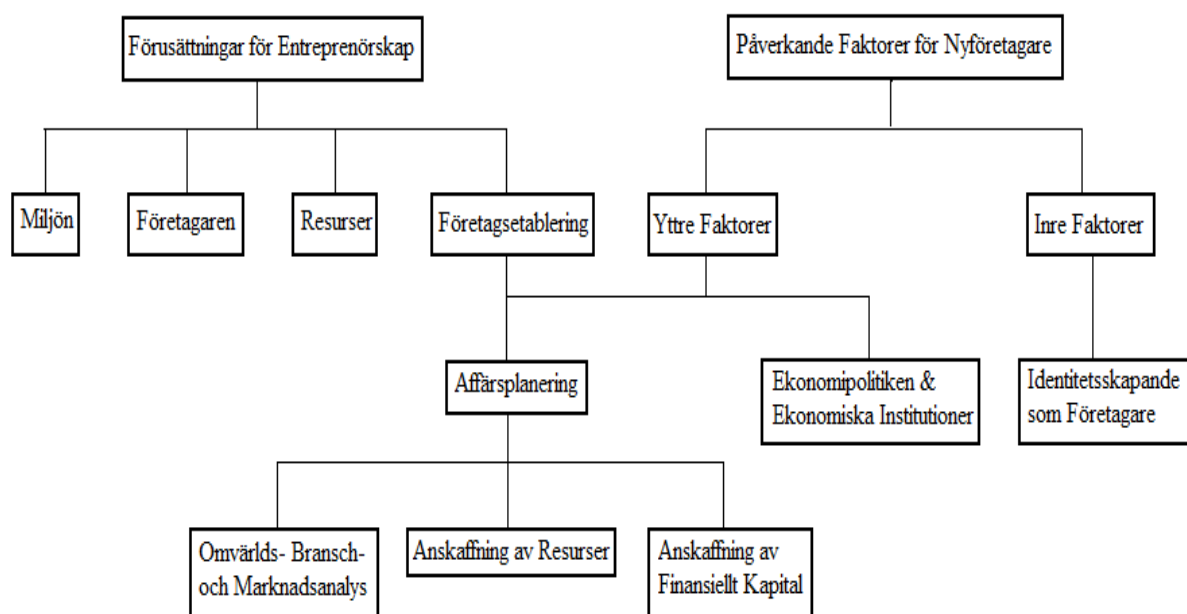 Förusättningar för Entreprenörskap
Påverkande Faktorer för Nyföretagare
Miljön
Företagaren
Resurser
Företagsetablering
Yttre Faktorer
Inre Faktorer
Affärsplanering
Ekonomipolitiken &
Ekonomiska Institutioner
Identitetsskapande
som Företagare
Omvärlds- Bransch-
och Marknadsanalys
Anskaffning av Resurser
Anskaffning av
Finansiellt Kapital